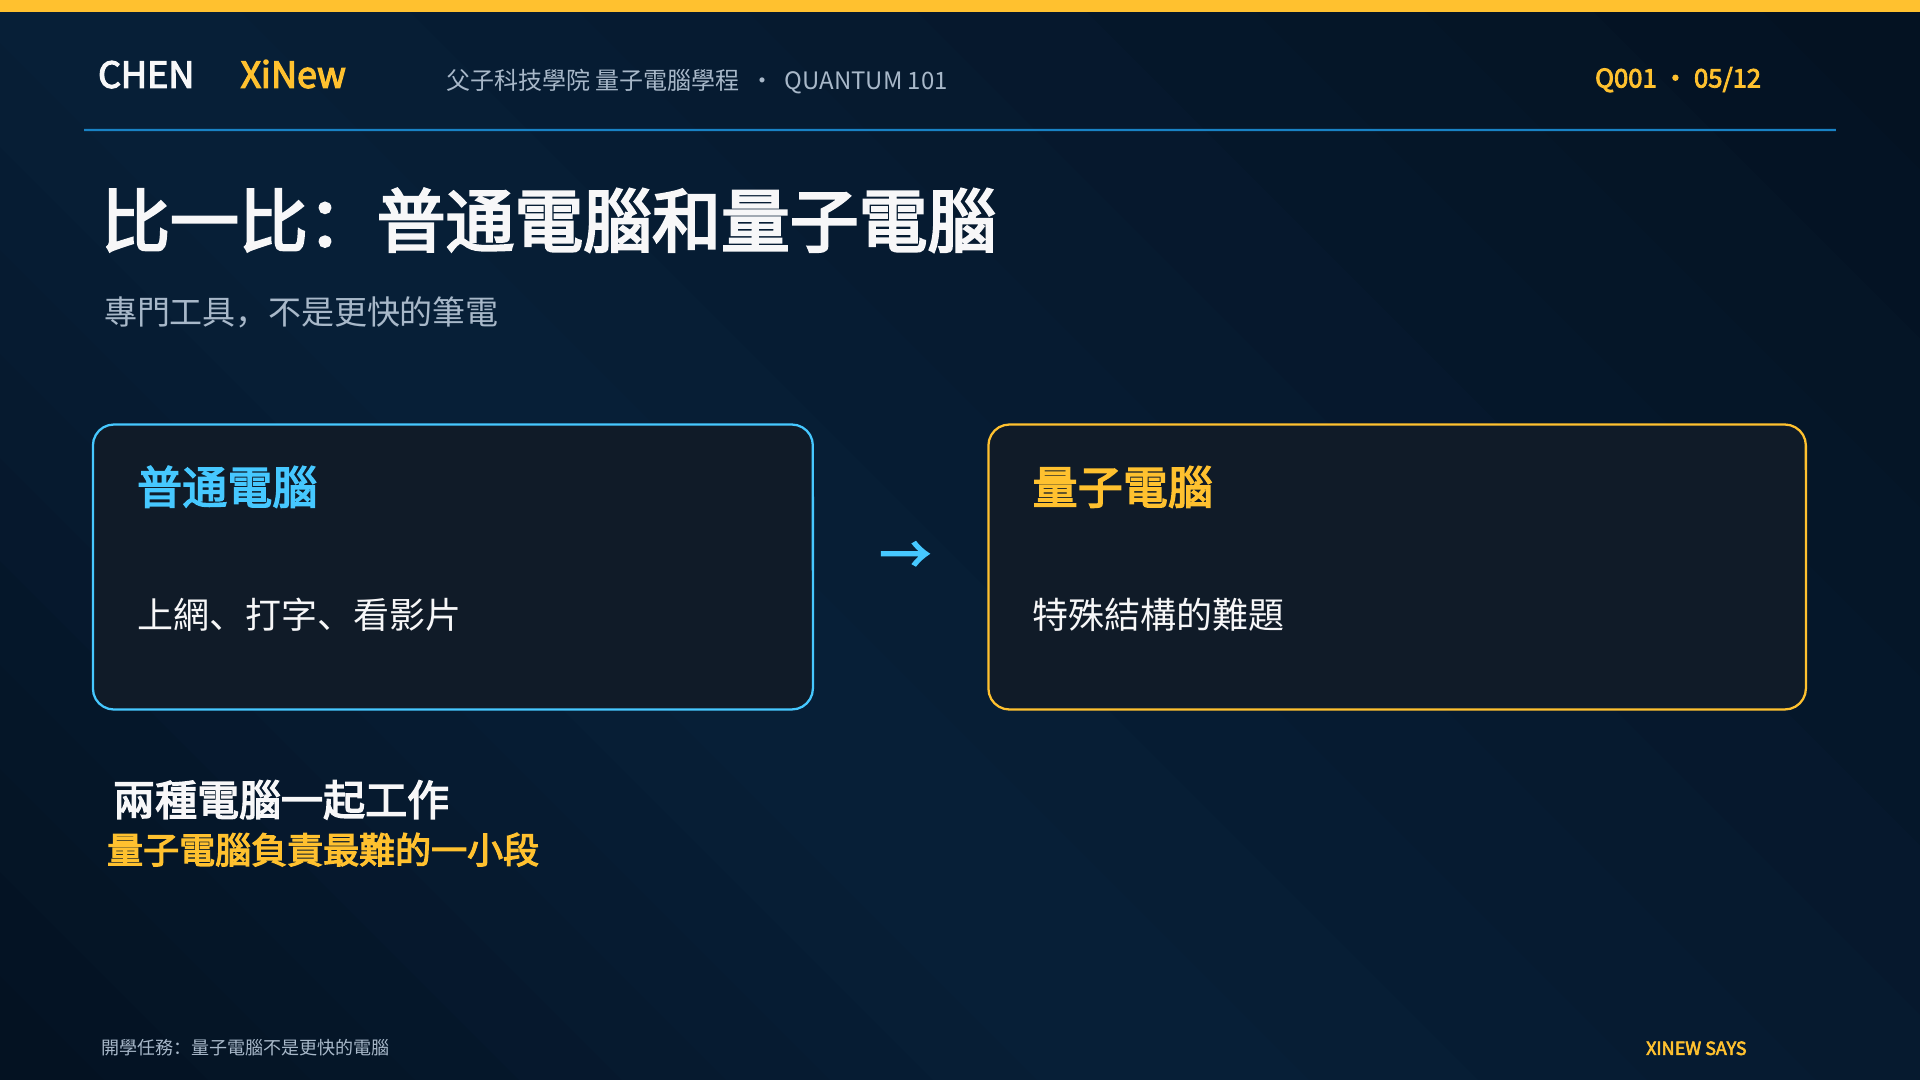 CHEN XiNew 父子科技學院 量子電腦學程 · QUANTUM 101 Q001 · 05/12
比一比：普通電腦和量子電腦
專門工具，不是更快的筆電
普通電腦
上網、打字、看影片
→
量子電腦
特殊結構的難題
兩種電腦一起工作
量子電腦負責最難的一小段
開學任務：量子電腦不是更快的電腦
XINEW SAYS